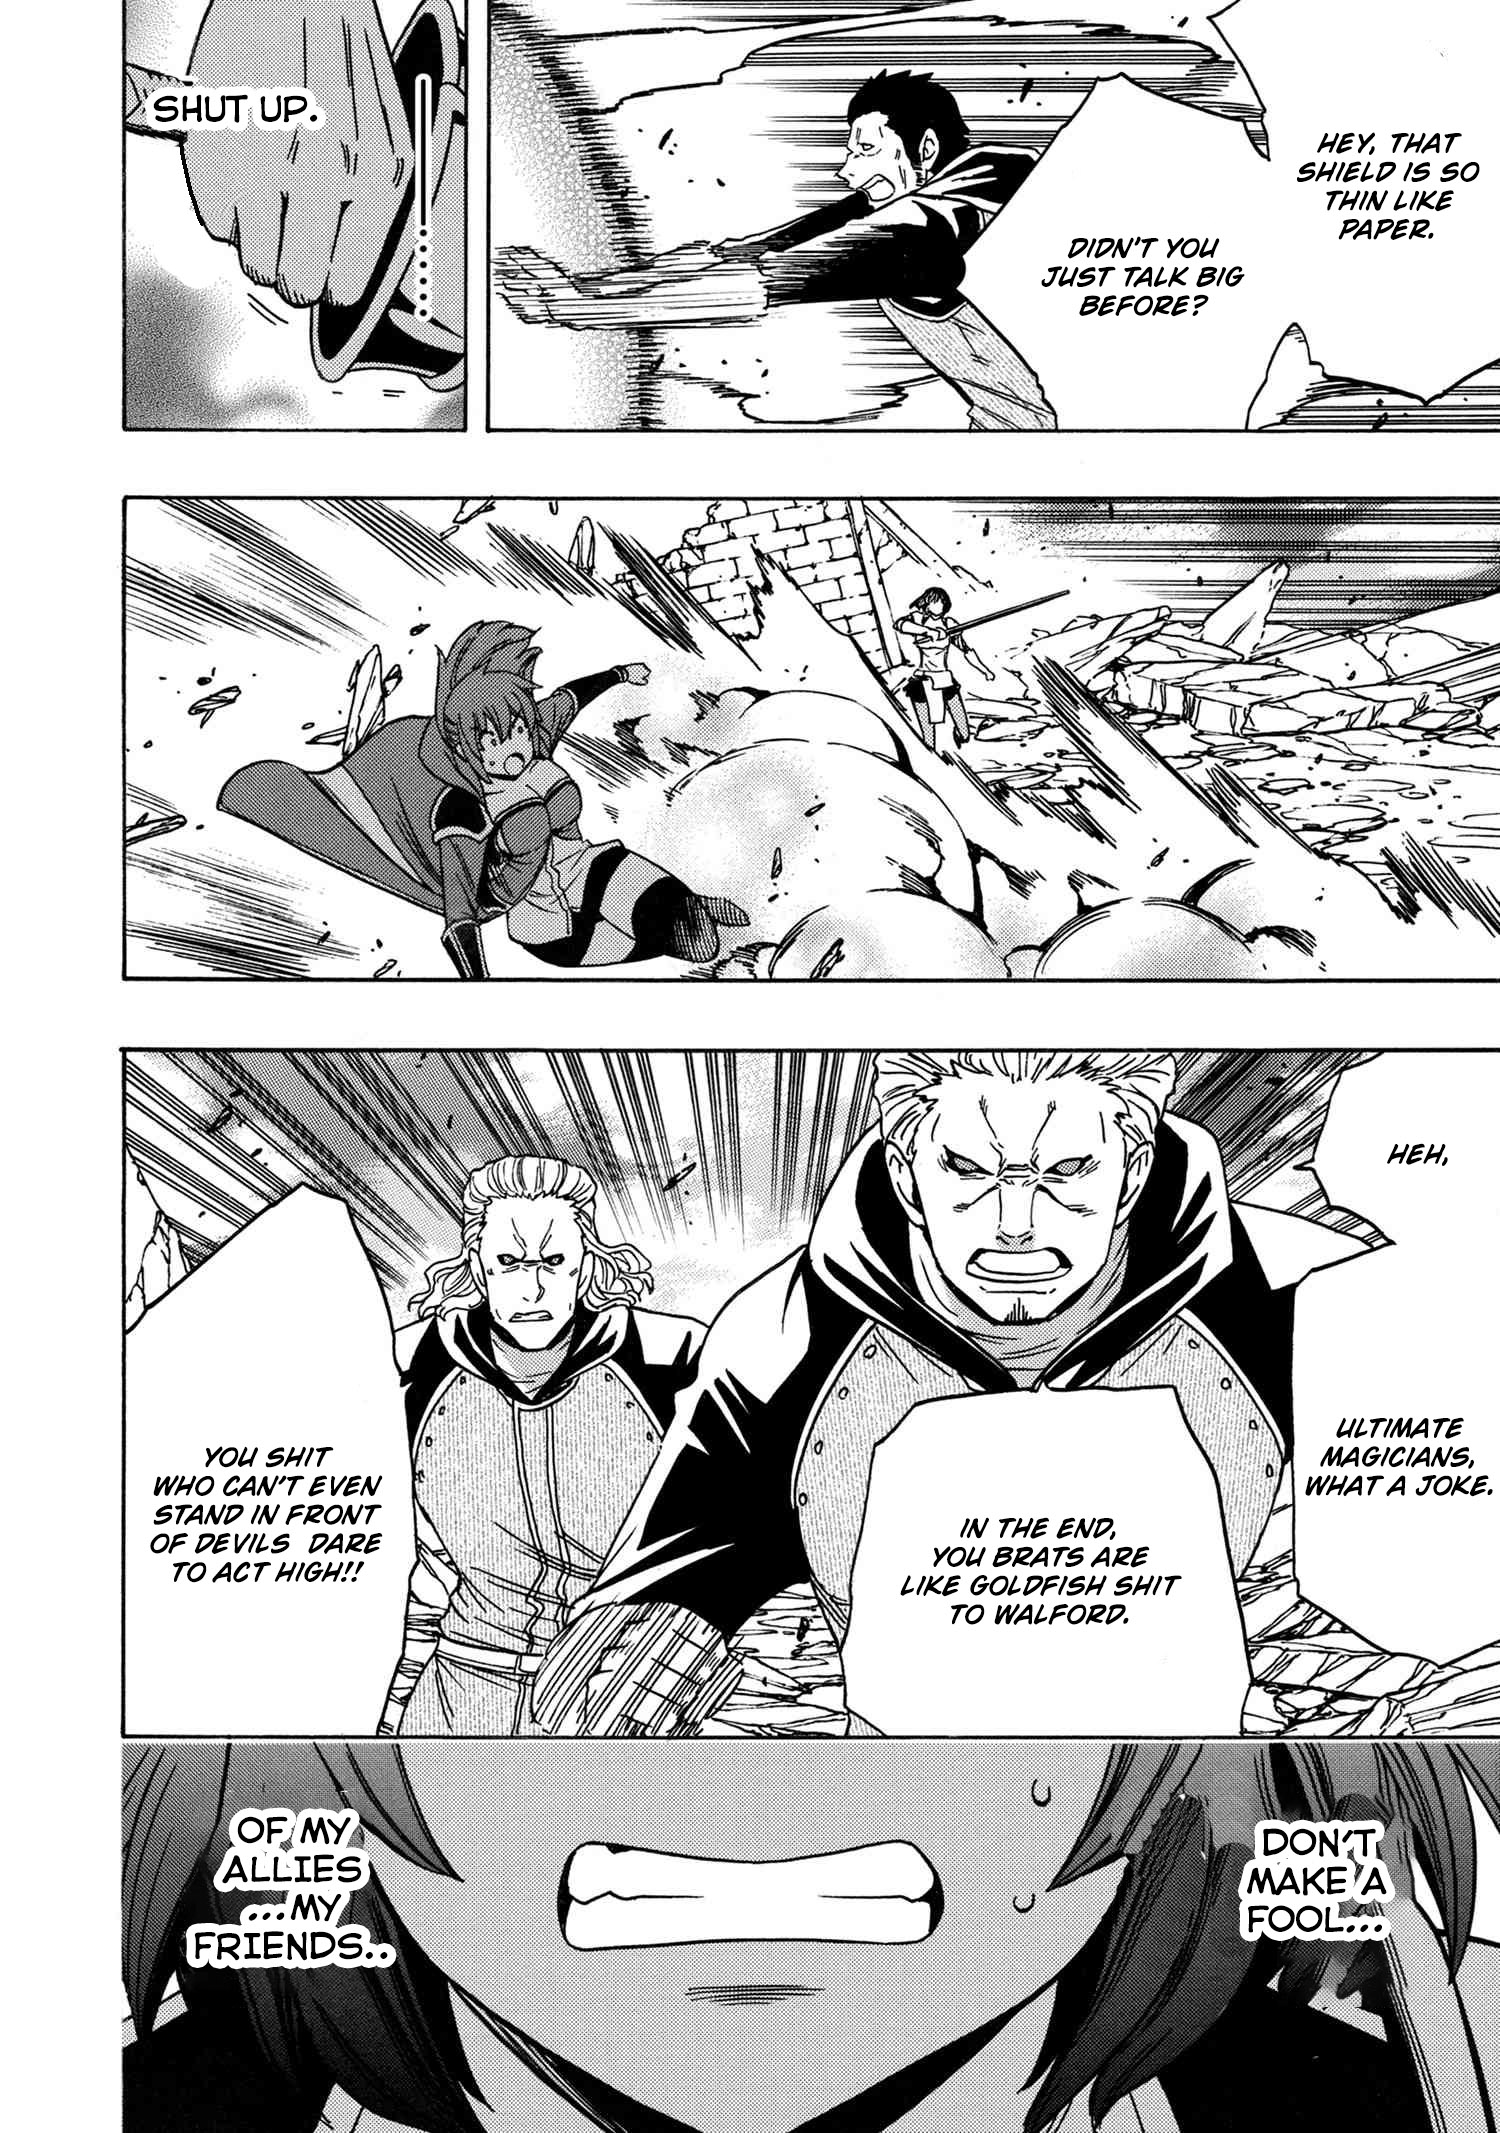 HEY, THAT
SHIELD IS SO
THIN LIKE
PAPER.
DIDN'T YOU
JUST TALK BIG
BEFORE?
SHUT UP.
HEH,
ULTIMATE
MAGICIANS,
WHAT A JOKE.
IN THE END,
YOU BRATS ARE
LIKE GOLDFISH SHIT
TO WALFORD.
YOU SHIT
WHO CAN'T EVEN
STAND IN FRONT
OF DEVILS DARE
TO ACT HIGH!!
DON'T
MAKE A
FOOL...
OF MY
ALLIES
...MY
FRIENDS..